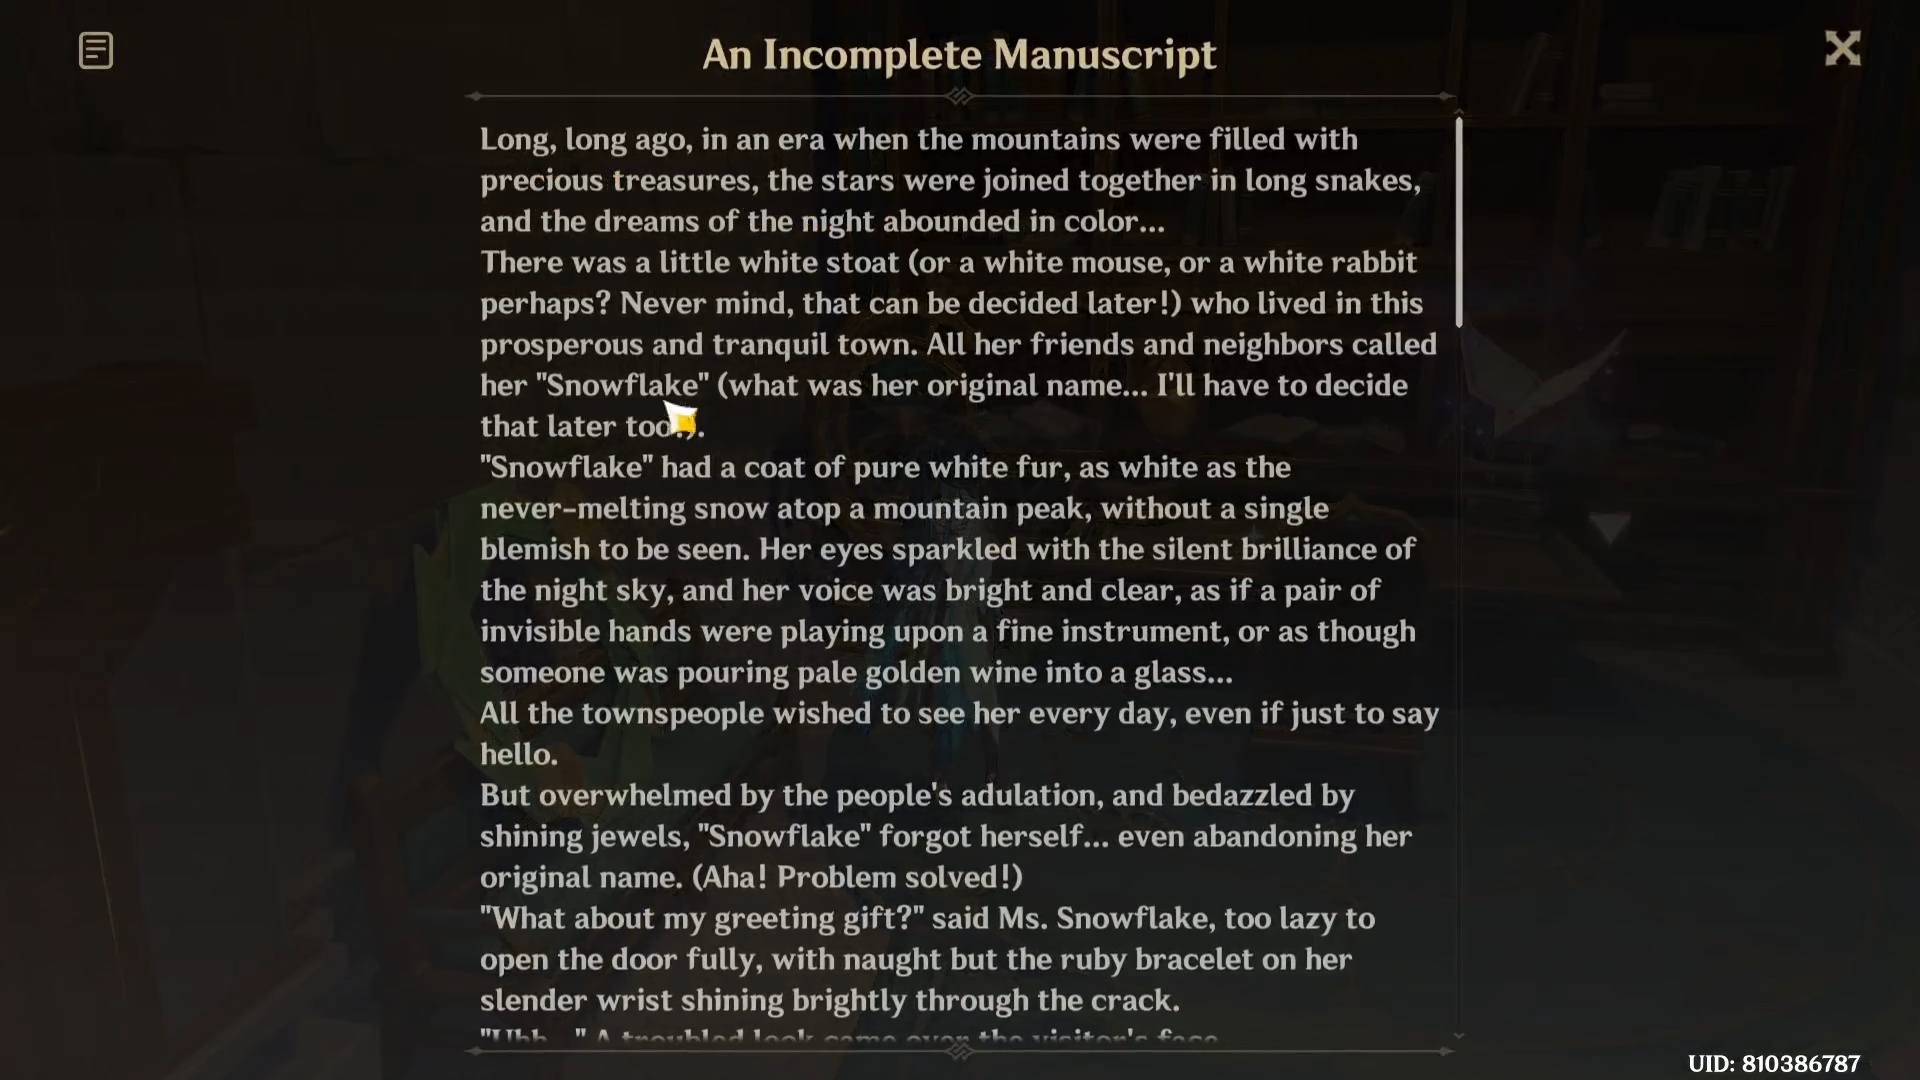 An Incomplete Manuscript
Long, long ago, in an era when the mountains were filled with
precious treasures, the stars were joined together in long snakes,
and the dreams of the night abounded in color...
There was a little white stoat (or a white mouse, or a white rabbit
perhaps? Never mind, that can be decided later!) who lived in this
prosperous and tranquil town. All her friends and neighbors called
her "Snowflake" (what was her original name... I'll have to decide
that later too.).
"Snowflake" had a coat of pure white fur, as white as the
never-melting snow atop a mountain peak, without a single
blemish to be seen. Her eyes sparkled with the silent brilliance of
the night sky, and her voice was bright and clear, as if a pair of
invisible hands were playing upon a fine instrument, or as though
someone was pouring pale golden wine into a glass...
All the townspeople wished to see her every day, even if just to say
hello.
But overwhelmed by the people's adulation, and bedazzled by
shining jewels, "Snowflake" forgot herself... even abandoning her
original name. (Aha! Problem solved!)
"What about my greeting gift?" said Ms. Snowflake, too lazy to
open the door fully, with naught but the ruby bracelet on her
slender wrist shining brightly through the crack.
"Uhh..." A troubled look came over the visitor's face.
UID: 810386787